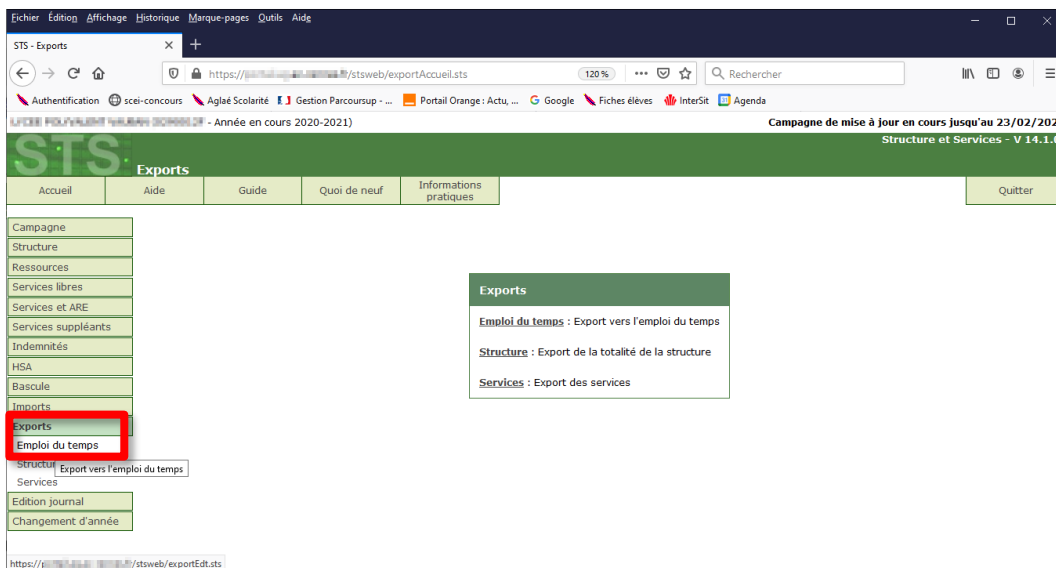 Fichier Édition Affichage Historique Marque-pages Outils Aide
STS - Exports
https:// /stsweb/exportAccueil.sts 120 % Rechercher
Authentification scei-concours Aglaé Scolarité Gestion Parcoursup - ... Portail Orange : Actu, ... Google Fiches élèves InterSit Agenda
- Année en cours 2020-2021) Campagne de mise à jour en cours jusqu'au 23/02/202
Structure et Services - V 14.1.0
STS Exports
Accueil Aide Guide Quoi de neuf Informations pratiques Quitter
Campagne
Structure
Ressources
Services libres
Services et ARE
Services suppléants
Indemnités
HSA
Bascule
Imports
Exports
Emploi du temps
Structu
Export vers l'emploi du temps
Services
Edition journal
Changement d'année
Exports
Emploi du temps : Export vers l'emploi du temps
Structure : Export de la totalité de la structure
Services : Export des services
https:// /stsweb/exportEdt.sts